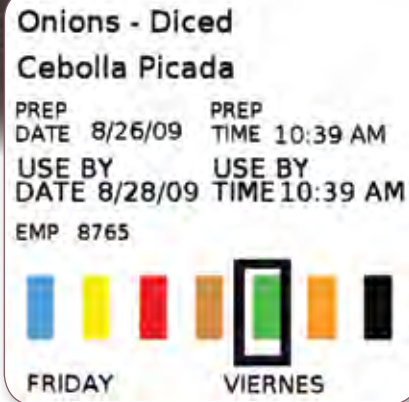 Onions - Diced
Cebolla Picada
PREP DATE 8/26/09 PREP TIME 10:39 AM
USE BY DATE 8/28/09 USE BY TIME 10:39 AM
EMP 8765
FRIDAY VIERNES